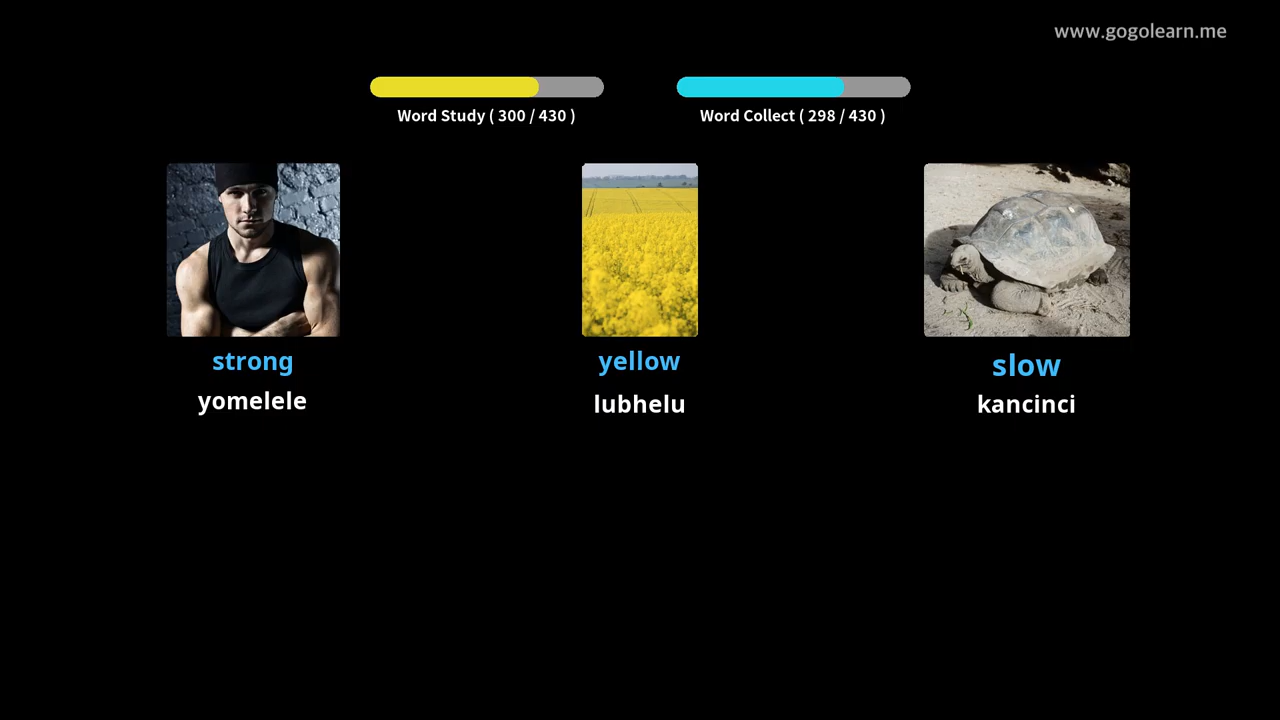 www.gogolearn.me
Word Study ( 300 / 430 )
Word Collect ( 298 / 430 )
strong
yomelele
yellow
lubhelu
slow
kancinci